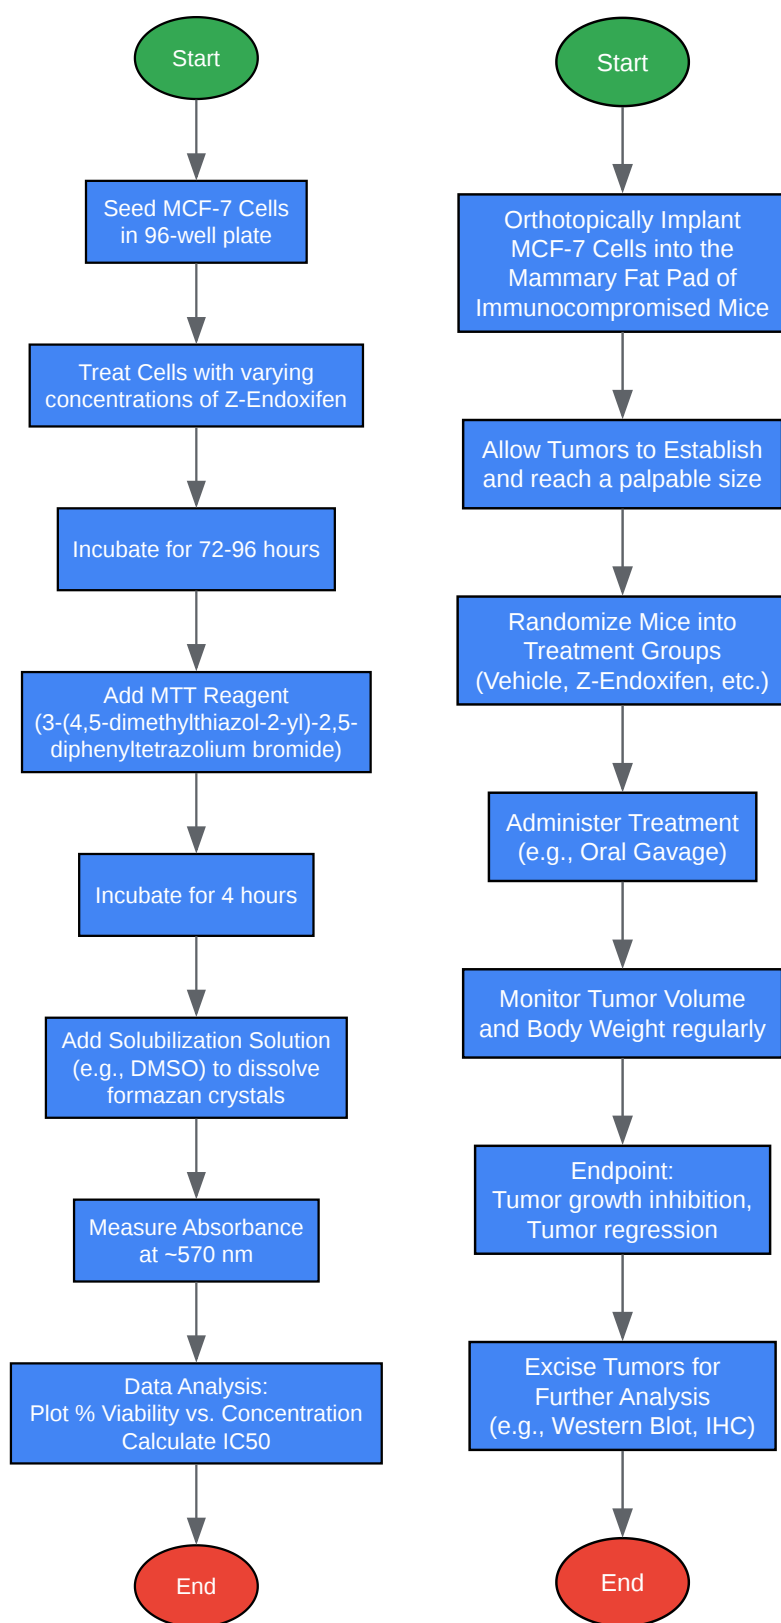 Start
Seed MCF-7 Cells
in 96-well plate
Treat Cells with varying
concentrations of Z-Endoxifen
Incubate for 72-96 hours
Add MTT Reagent
(3-(4,5-dimethylthiazol-2-yl)-2,5-
diphenyltetrazolium bromide)
Incubate for 4 hours
Add Solubilization Solution
(e.g., DMSO) to dissolve
formazan crystals
Measure Absorbance
at ~570 nm
Data Analysis:
Plot % Viability vs. Concentration
Calculate IC50
End
Start
Orthotopically Implant
MCF-7 Cells into the
Mammary Fat Pad of
Immunocompromised Mice
Allow Tumors to Establish
and reach a palpable size
Randomize Mice into
Treatment Groups
(Vehicle, Z-Endoxifen, etc.)
Administer Treatment
(e.g., Oral Gavage)
Monitor Tumor Volume
and Body Weight regularly
Endpoint:
Tumor growth inhibition,
Tumor regression
Excise Tumors for
Further Analysis
(e.g., Western Blot, IHC)
End